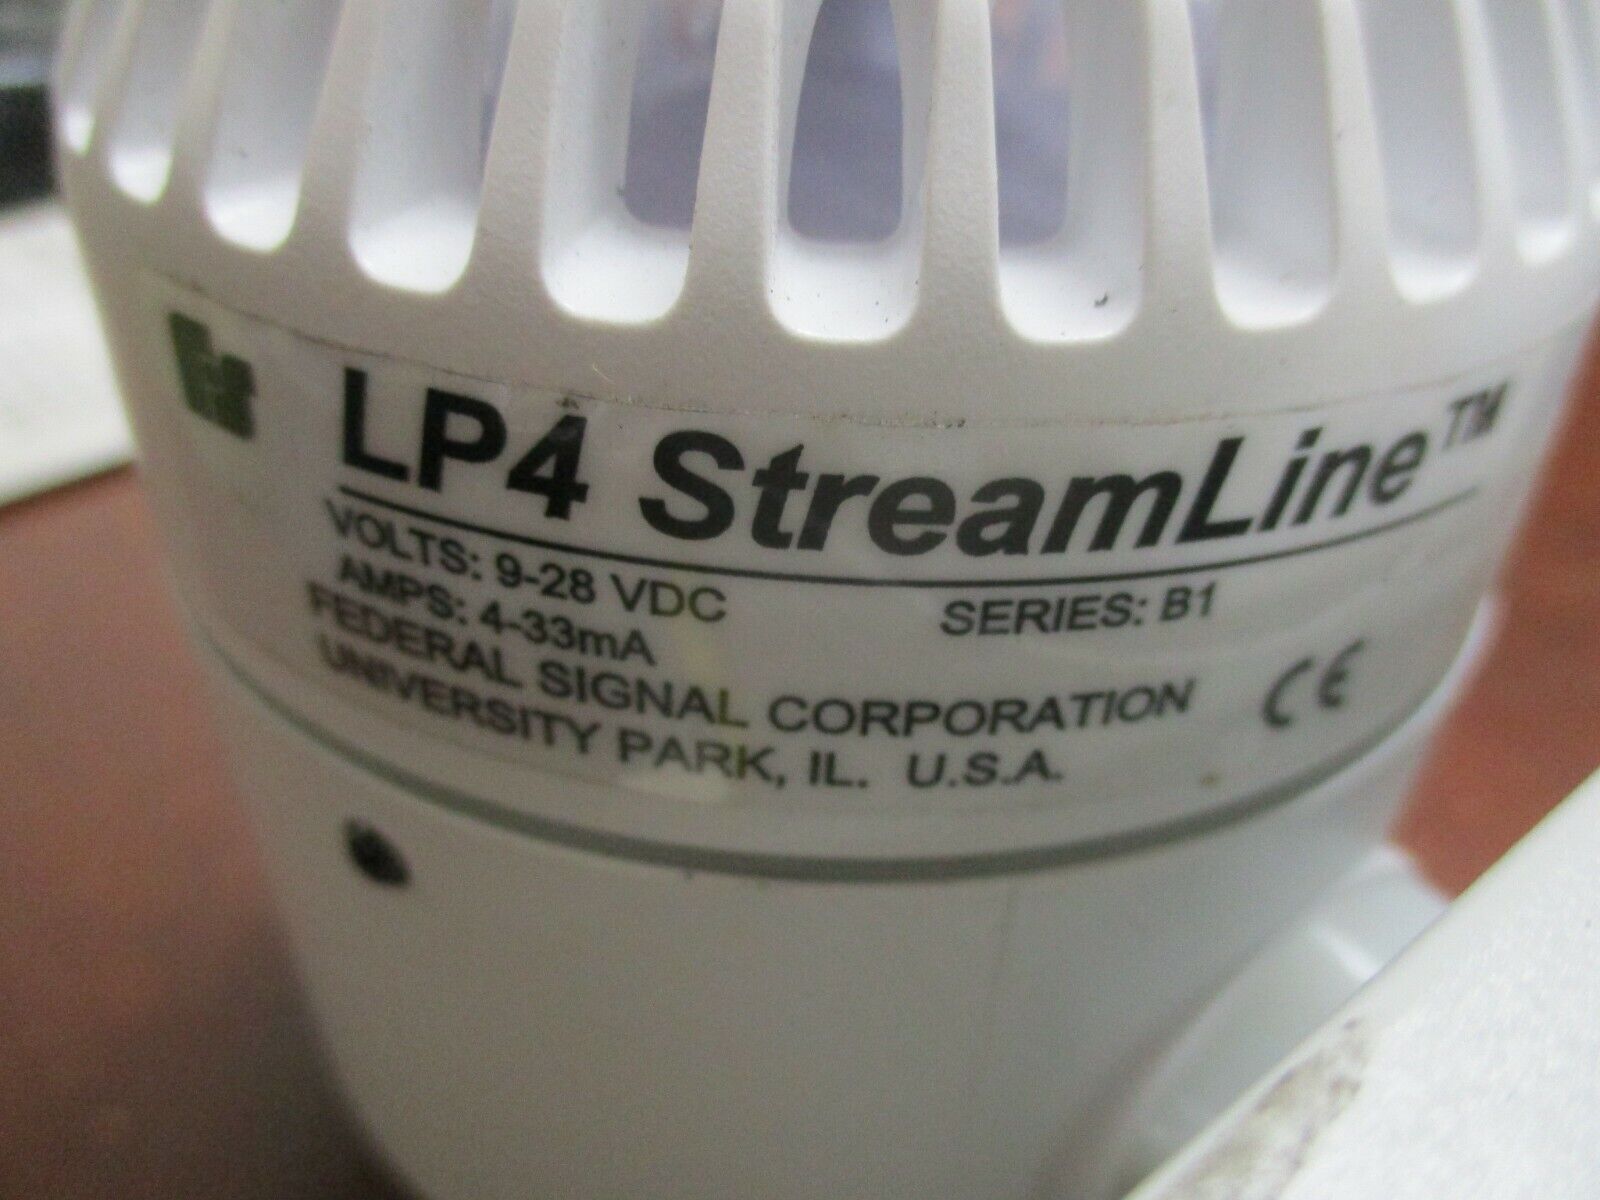 LP4 StreamLine™
VOLTS: 9-28 VDC SERIES: B1
AMPS: 4-33mA
FEDERAL SIGNAL CORPORATION
UNIVERSITY PARK, IL. U.S.A.
CE